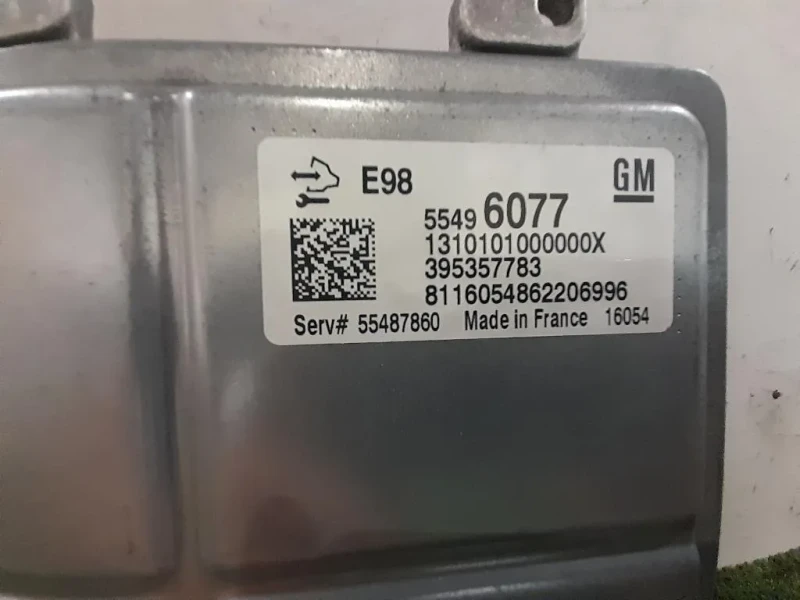 E98 GM
5549 6077
1310101000000X
395357783
8116054862206996
Serv# 55487860 Made in France 16054